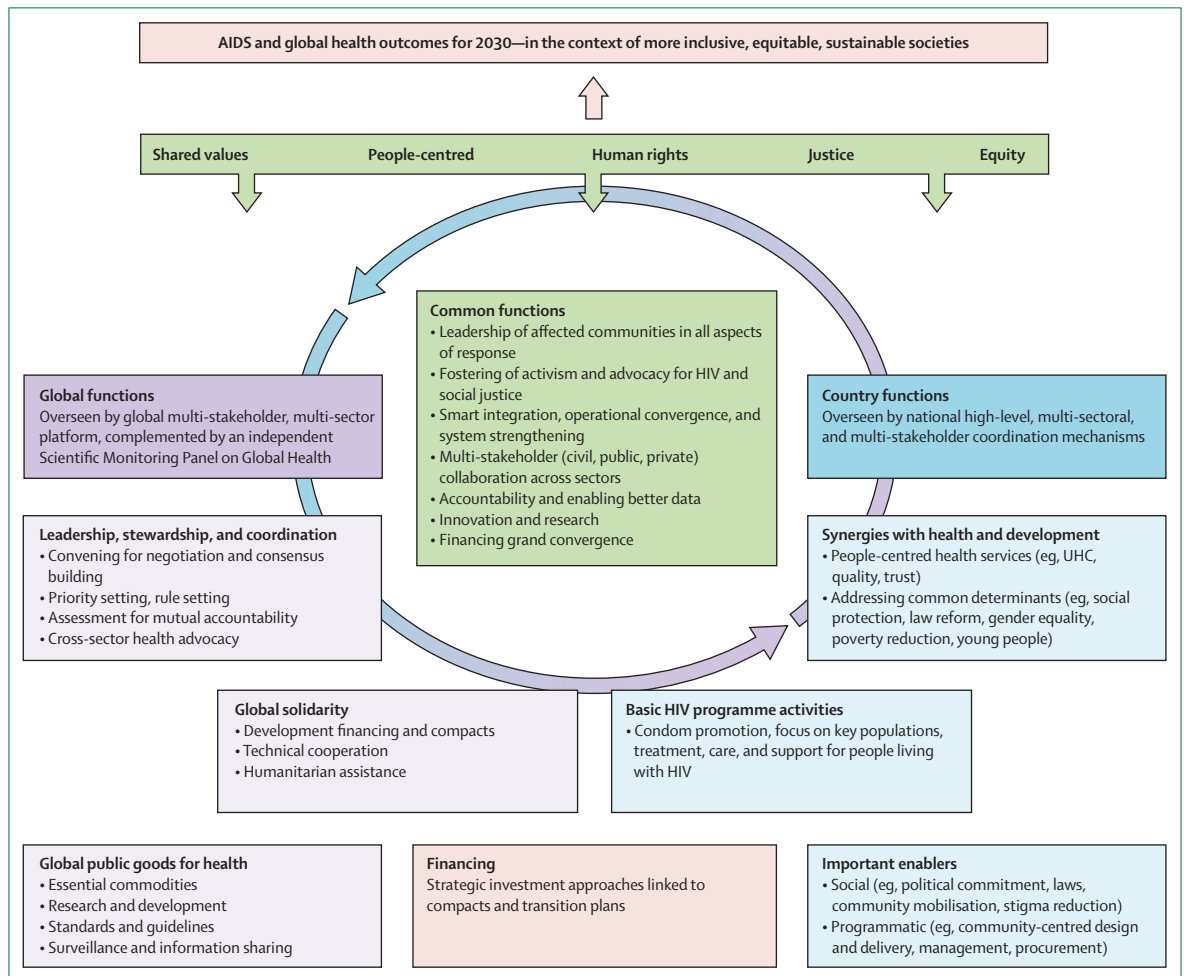 AIDS and global health outcomes for 2030—in the context of more inclusive, equitable, sustainable societies
Shared values People-centred Human rights Justice Equity
Common functions
• Leadership of affected communities in all aspects
of response
• Fostering of activism and advocacy for HIV and
social justice
• Smart integration, operational convergence, and
system strengthening
• Multi-stakeholder (civil, public, private)
collaboration across sectors
• Accountability and enabling better data
• Innovation and research
• Financing grand convergence
Global functions
Overseen by global multi-stakeholder, multi-sector
platform, complemented by an independent
Scientific Monitoring Panel on Global Health
Country functions
Overseen by national high-level, multi-sectoral,
and multi-stakeholder coordination mechanisms
Leadership, stewardship, and coordination
• Convening for negotiation and consensus
building
• Priority setting, rule setting
• Assessment for mutual accountability
• Cross-sector health advocacy
Synergies with health and development
• People-centred health services (eg, UHC,
quality, trust)
• Addressing common determinants (eg, social
protection, law reform, gender equality,
poverty reduction, young people)
Global solidarity
• Development financing and compacts
• Technical cooperation
• Humanitarian assistance
Basic HIV programme activities
• Condom promotion, focus on key populations,
treatment, care, and support for people living
with HIV
Global public goods for health
• Essential commodities
• Research and development
• Standards and guidelines
• Surveillance and information sharing
Financing
Strategic investment approaches linked to
compacts and transition plans
Important enablers
• Social (eg, political commitment, laws,
community mobilisation, stigma reduction)
• Programmatic (eg, community-centred design
and delivery, management, procurement)